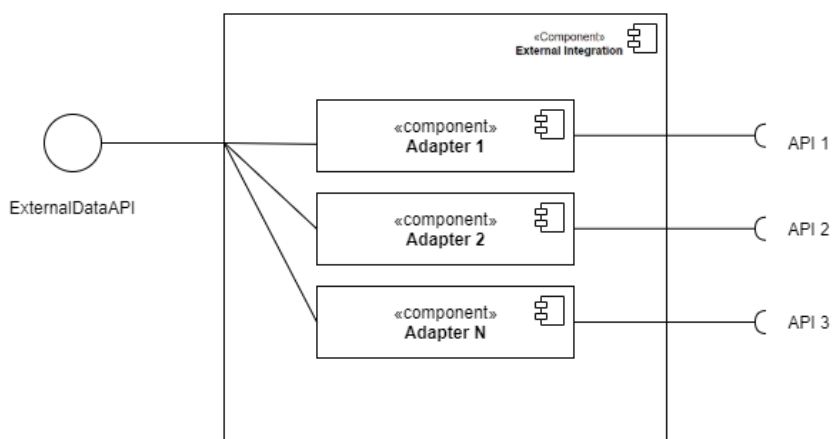 «Component»
External Integration
«component»
Adapter 1
API 1
ExternalDataAPI
«component»
Adapter 2
API 2
«component»
Adapter N
API 3